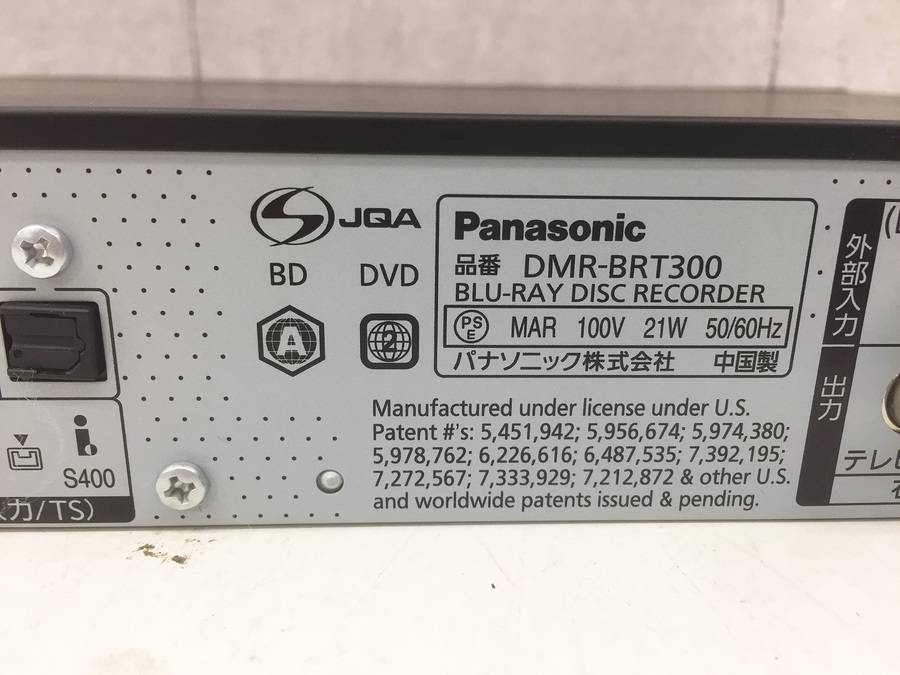 JQA
BD DVD
A 2
Panasonic
品番 DMR-BRT300
BLU-RAY DISC RECORDER
PSE MAR 100V 21W 50/60Hz
パナソニック株式会社 中国製
Manufactured under license under U.S.
Patent #'s: 5,451,942; 5,956,674; 5,974,380;
5,978,762; 6,226,616; 6,487,535; 7,392,195;
7,272,567; 7,333,929; 7,212,872 & other U.S.
and worldwide patents issued & pending.
i
S400
力/TS)
外部入力
出力
テレビ